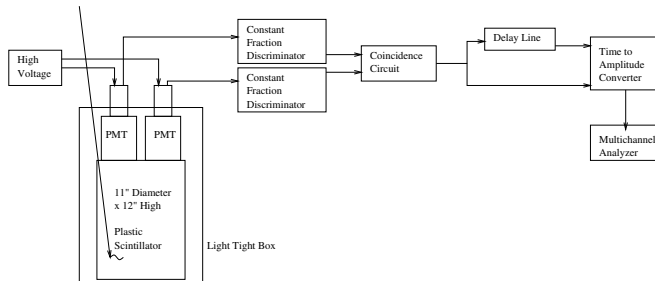 High
Voltage
Constant
Fraction
Discriminator
Constant
Fraction
Discriminator
Coincidence
Circuit
Delay Line
Time to
Amplitude
Converter
Multichannel
Analyzer
PMT
PMT
11" Diameter
x 12" High
Plastic
Scintillator
Light Tight Box